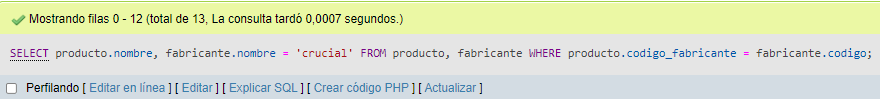 Mostrando filas 0 - 12 (total de 13, La consulta tardó 0,0007 segundos.)
SELECT producto.nombre, fabricante.nombre = 'crucial' FROM producto, fabricante WHERE producto.codigo_fabricante = fabricante.codigo;
Perfilando [ Editar en línea ] [ Editar ] [ Explicar SQL ] [ Crear código PHP ] [ Actualizar ]